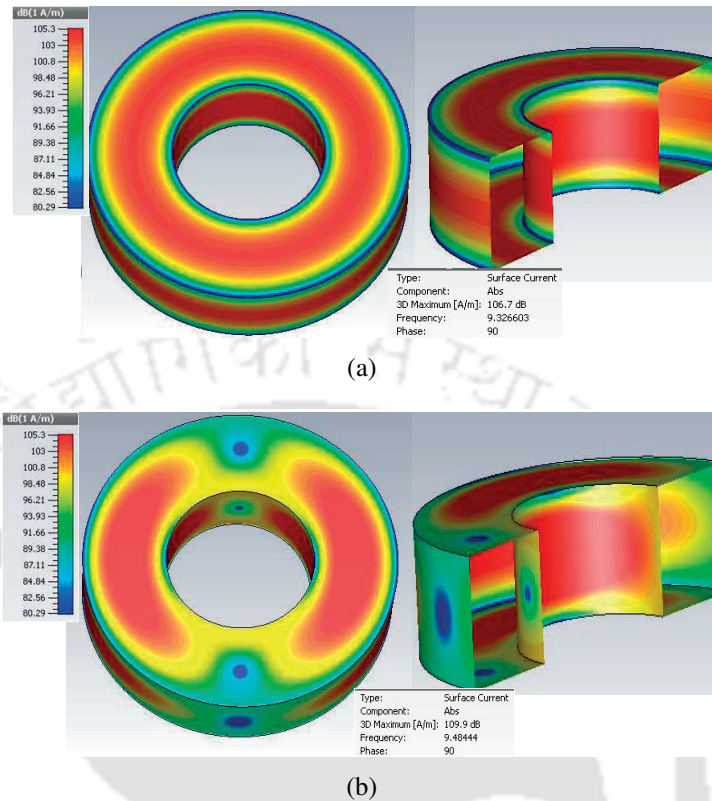 dB(1 A/m)
105.3
103
100.8
98.48
96.21
93.93
91.66
89.38
87.11
84.84
82.56
80.29
Type: Surface Current
Component: Abs
3D Maximum [A/m]: 106.7 dB
Frequency: 9.326603
Phase: 90
(a)
dB(1 A/m)
105.3
103
100.8
98.48
96.21
93.93
91.66
89.38
87.11
84.84
82.56
80.29
Type: Surface Current
Component: Abs
3D Maximum [A/m]: 109.9 dB
Frequency: 9.48444
Phase: 90
(b)